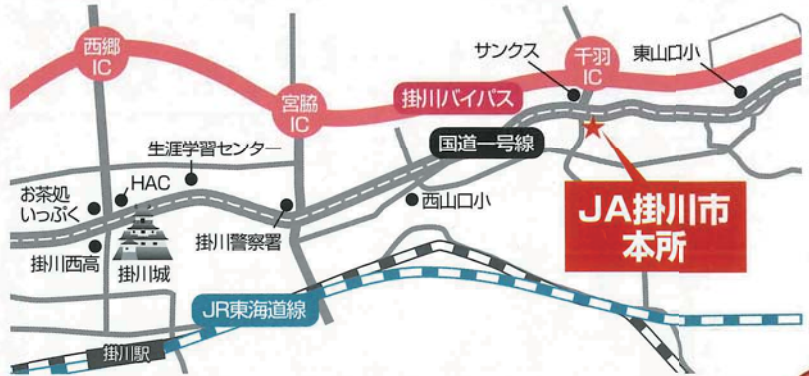 西郷
IC
サンクス
千羽
IC
東山口小
宮脇
IC
掛川バイパス
国道一号線
生涯学習センター
お茶処
いっぷく
HAC
西山口小
JA掛川市
本所
掛川警察署
掛川西高
掛川城
JR東海道線
掛川駅